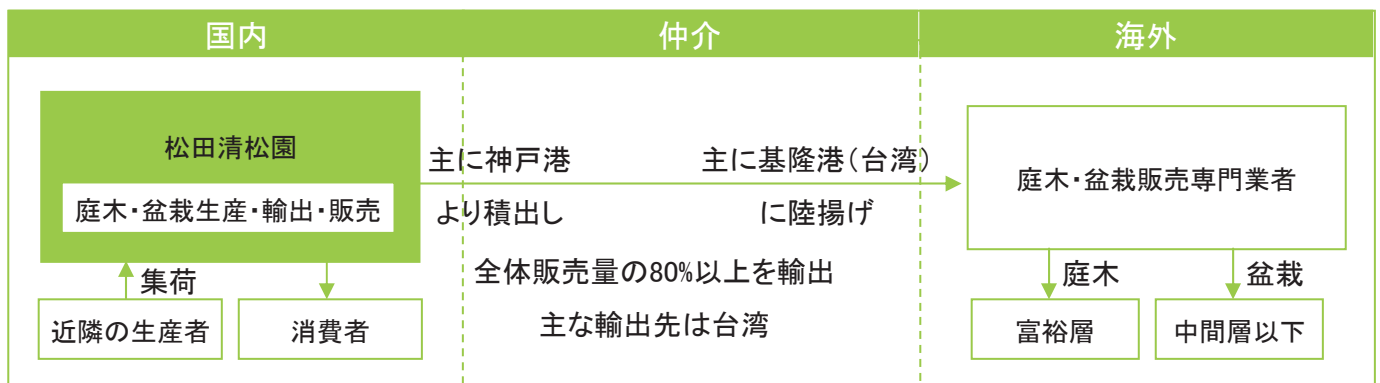 国内
仲介
海外
松田清松園
庭木・盆栽生産・輸出・販売
集荷
近隣の生産者
消費者
主に神戸港
より積出し
主に基隆港(台湾)
に陸揚げ
全体販売量の80%以上を輸出
主な輸出先は台湾
庭木・盆栽販売専門業者
庭木
盆栽
富裕層
中間層以下